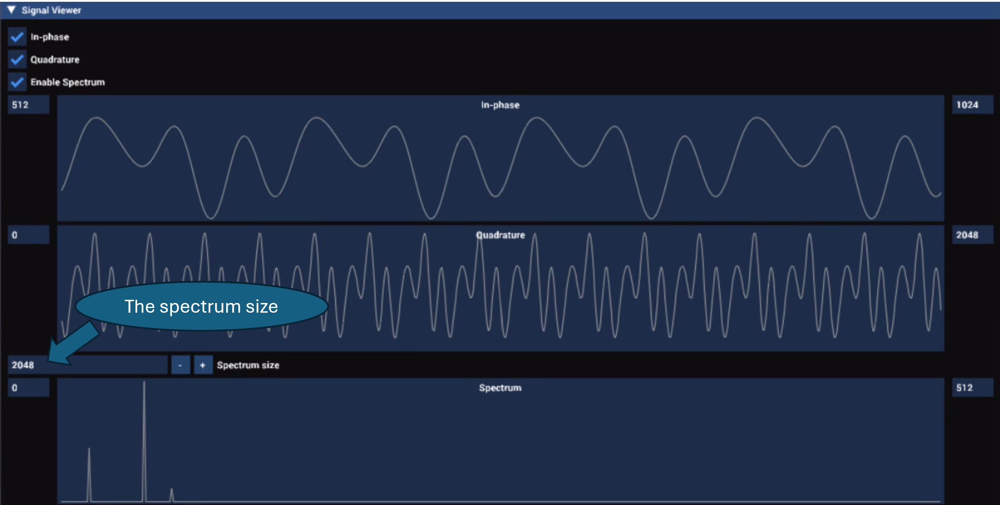 Signal Viewer
In-phase
Quadrature
Enable Spectrum
512
In-phase
1024
0
Quadrature
2048
The spectrum size
2048
-
+
Spectrum size
0
Spectrum
512